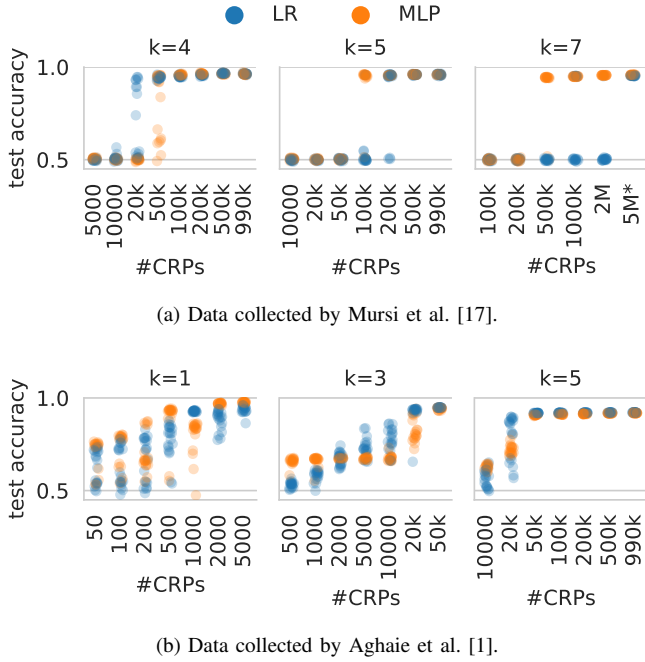 LR MLP
k=4 k=5 k=7
test accuracy
1.0
0.5
5000 10000 20k 50k 100k 200k 500k 990k
10000 20k 50k 100k 200k 500k 990k
100k 200k 500k 1000k 2M 5M*
#CRPs #CRPs #CRPs
(a) Data collected by Mursi et al. [17].
k=1 k=3 k=5
test accuracy
1.0
0.5
50 100 200 500 1000 2000 5000
500 1000 2000 5000 10000 20k 50k
10000 20k 50k 100k 200k 500k 990k
#CRPs #CRPs #CRPs
(b) Data collected by Aghaie et al. [1].